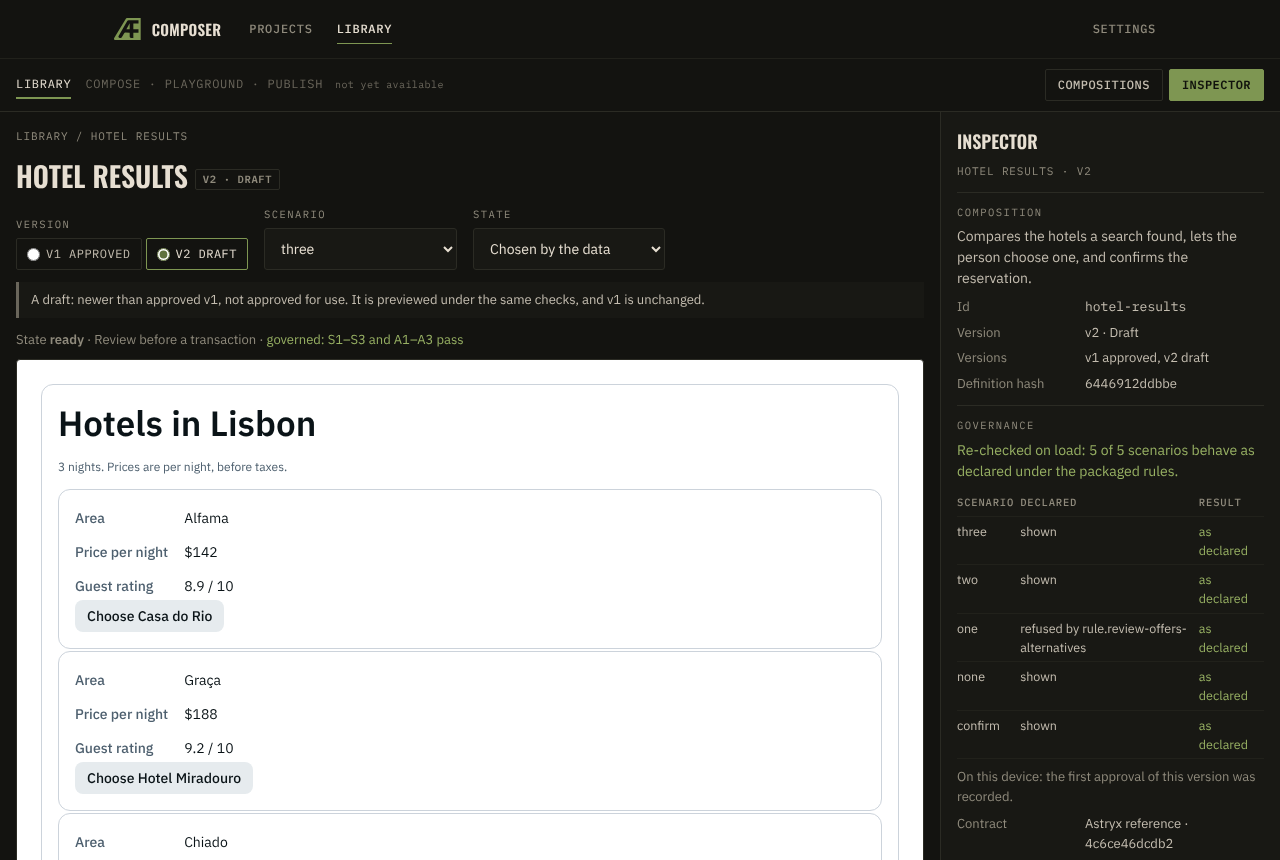 COMPOSER PROJECTS LIBRARY SETTINGS
LIBRARY COMPOSE · PLAYGROUND · PUBLISH not yet available COMPOSITIONS INSPECTOR
LIBRARY / HOTEL RESULTS
HOTEL RESULTS V2 · DRAFT
VERSION
V1 APPROVED V2 DRAFT
SCENARIO
three
STATE
Chosen by the data
A draft: newer than approved v1, not approved for use. It is previewed under the same checks, and v1 is unchanged.
State ready · Review before a transaction · governed: S1–S3 and A1–A3 pass
Hotels in Lisbon
3 nights. Prices are per night, before taxes.
Area Alfama
Price per night $142
Guest rating 8.9 / 10
Choose Casa do Rio
Area Graça
Price per night $188
Guest rating 9.2 / 10
Choose Hotel Miradouro
Area Chiado
INSPECTOR
HOTEL RESULTS · V2
COMPOSITION
Compares the hotels a search found, lets the
person choose one, and confirms the
reservation.
Id hotel-results
Version v2 · Draft
Versions v1 approved, v2 draft
Definition hash 6446912ddbbe
GOVERNANCE
Re-checked on load: 5 of 5 scenarios behave as
declared under the packaged rules.
SCENARIO DECLARED RESULT
three shown as
declared
two shown as
declared
one refused by rule.review-offers- as
alternatives declared
none shown as
declared
confirm shown as
declared
On this device: the first approval of this version was
recorded.
Contract Astryx reference ·
4c6ce46dcdb2